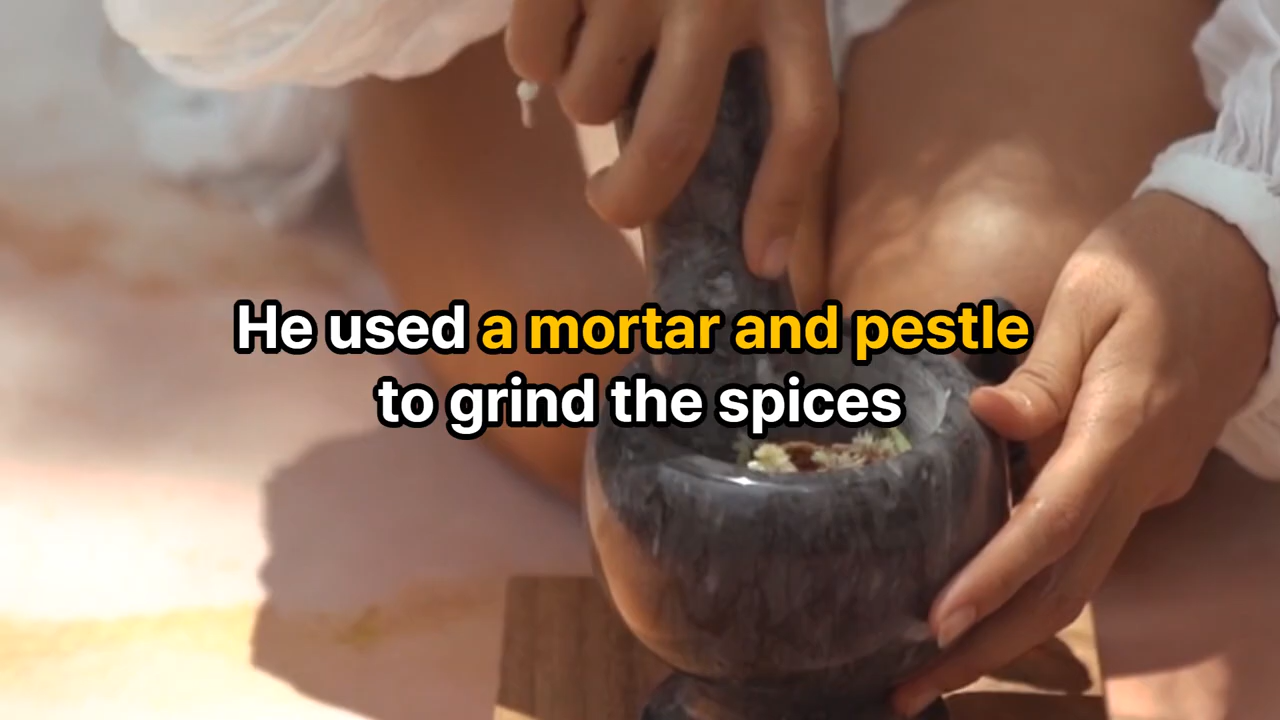 He used a mortar and pestle
to grind the spices